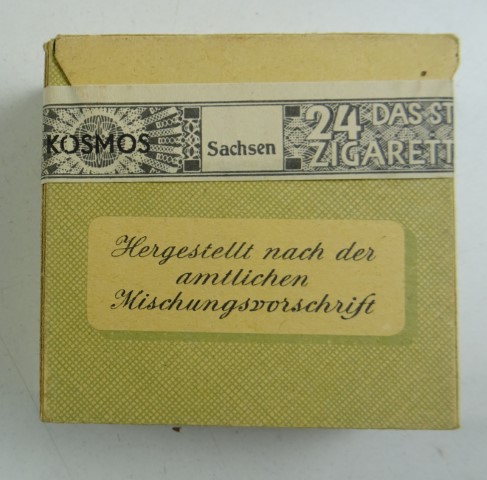 KOSMOS
Sachsen
24 DAS ST
ZIGARETT
Hergestellt nach der
amtlichen
Mischungsvorschrift